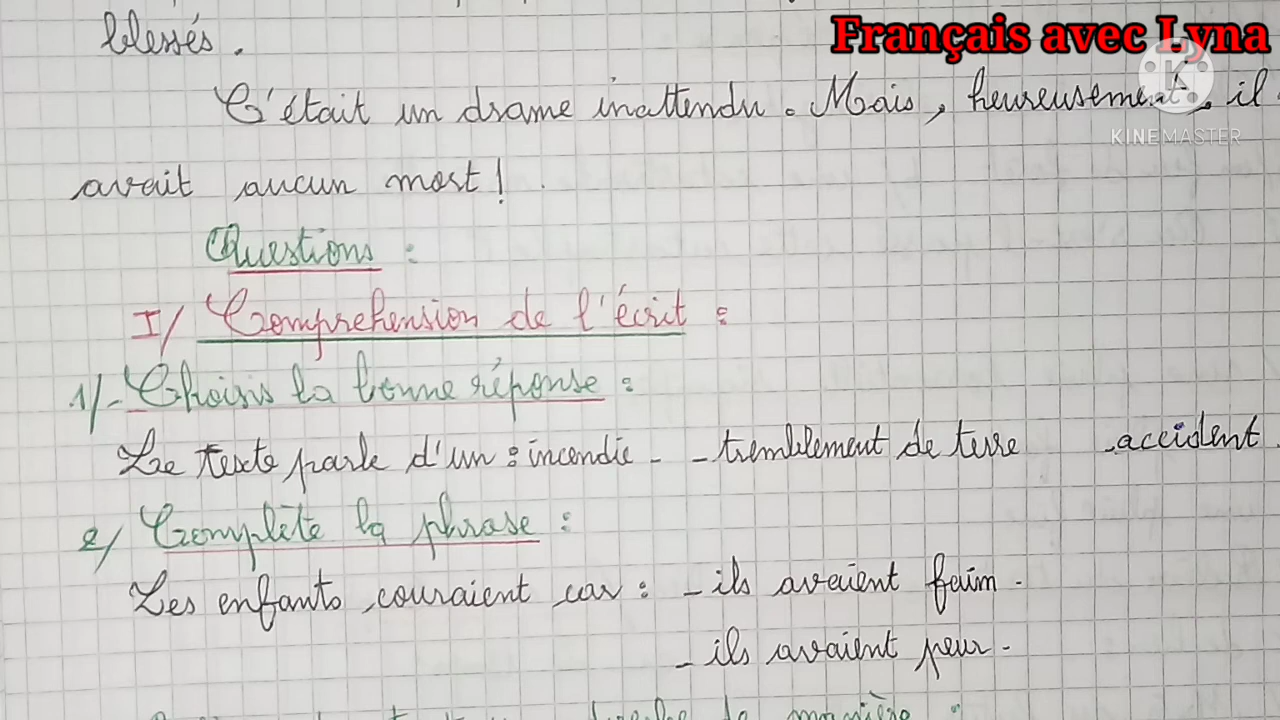 blessés.
Français avec Lyna
C'était un drame inattendu. Mais, heureusement, il
KINEMASTER
avait aucun mort !
Questions :
I/ Comprehension de l'écrit :
1/- Choisis la bonne réponse :
Le texte parle d'un : incendie - - tremblement de terre .accident.
2/ Complète la phrase :
Les enfants couraient car : - ils avaient faim -
- ils avaient peur -